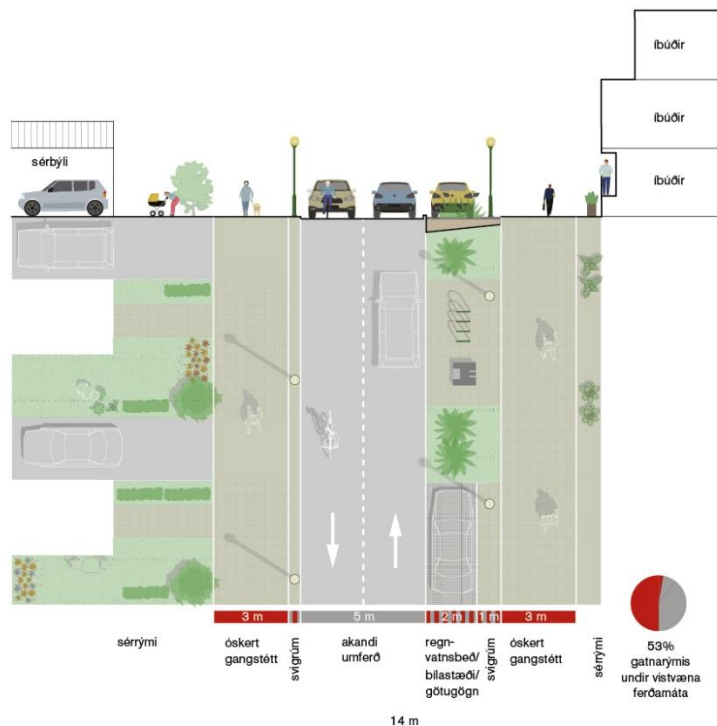 íbúðir
íbúðir
íbúðir
sérbýli
3 m
5 m
2 m
1 m
3 m
sérrými
óskert
gangstétt
svigrúm
akandi
umferð
regn-
vatnsbeð/
bílastæði/
götugögn
svigrúm
óskert
gangstétt
sérrými
53%
gatnarýmis
undir vistvæna
ferðamáta
14 m